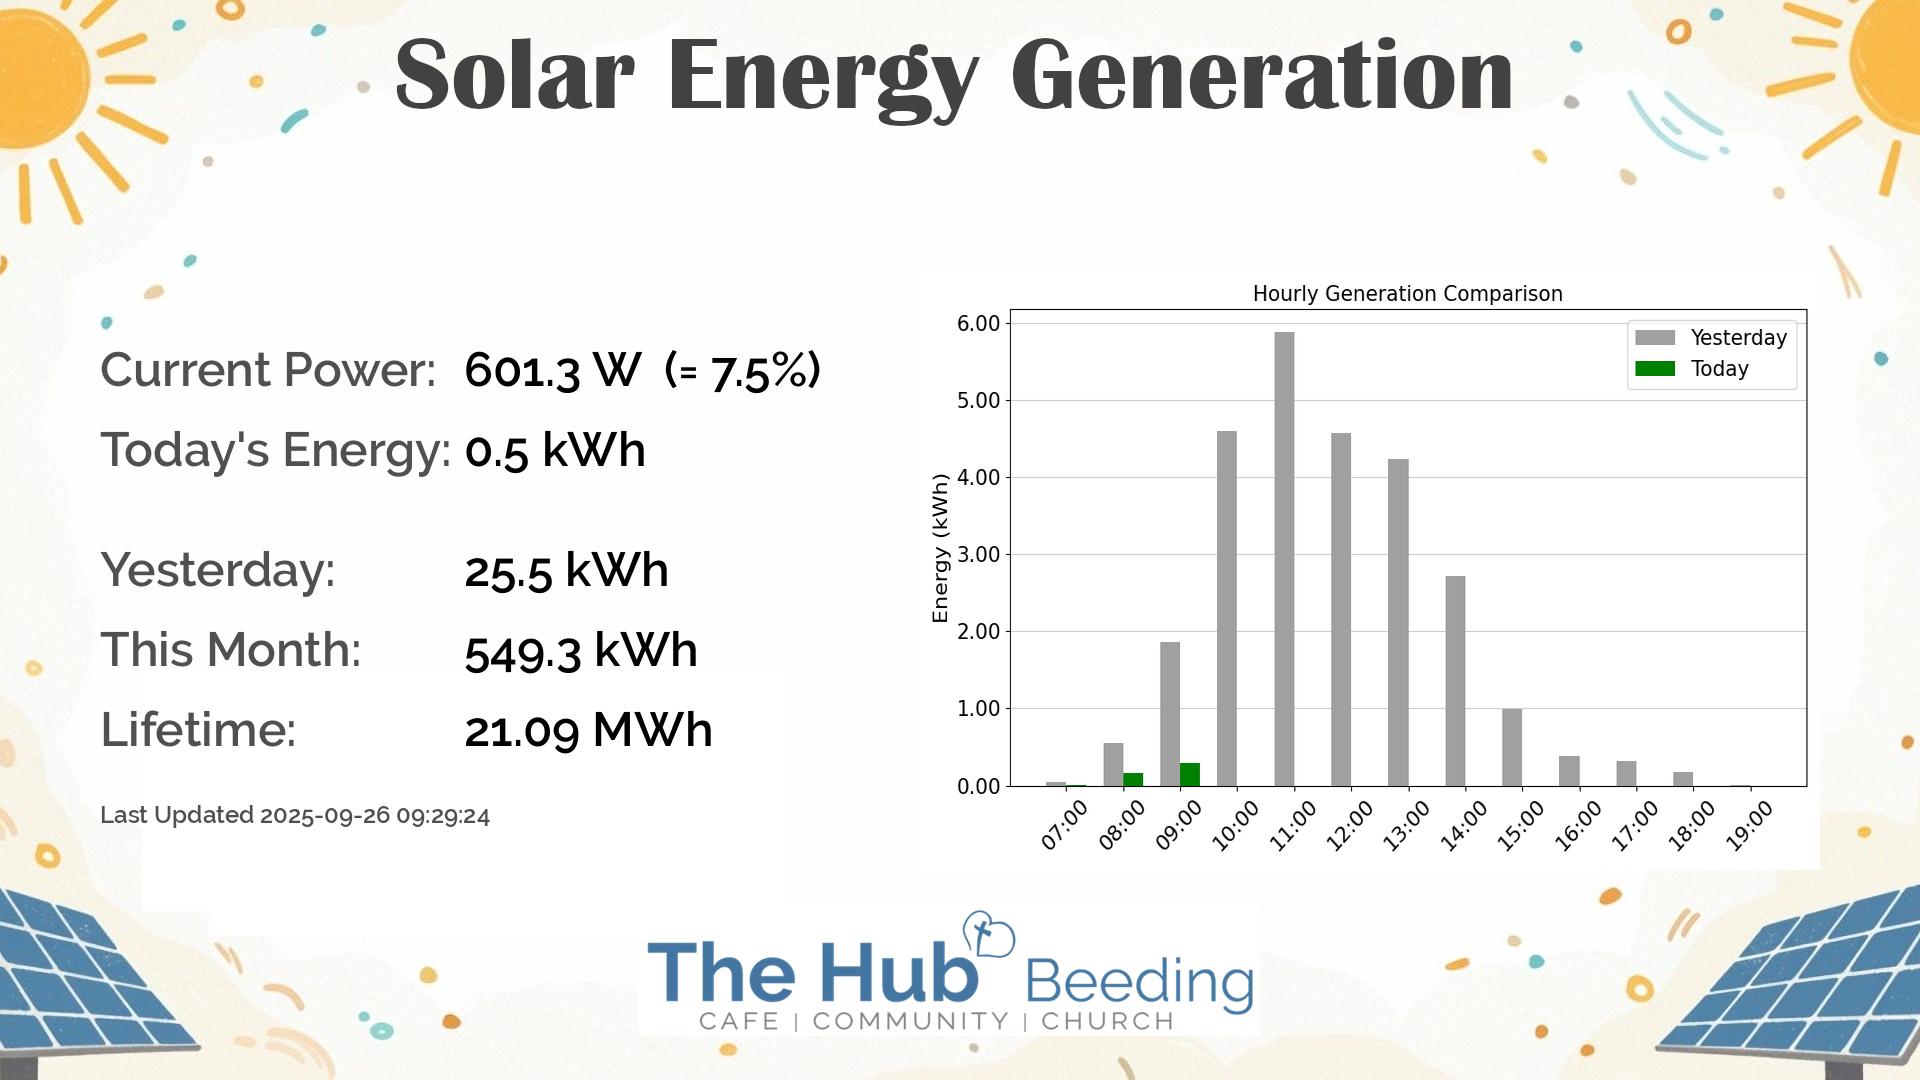 Solar Energy Generation
Current Power: 601.3 W (= 7.5%)
Today's Energy: 0.5 kWh
Yesterday: 25.5 kWh
This Month: 549.3 kWh
Lifetime: 21.09 MWh
Last Updated 2025-09-26 09:29:24
Hourly Generation Comparison
Yesterday
Today
Energy (kWh)
6.00
5.00
4.00
3.00
2.00
1.00
0.00
07:00 08:00 09:00 10:00 11:00 12:00 13:00 14:00 15:00 16:00 17:00 18:00 19:00
The Hub Beeding
CAFE | COMMUNITY | CHURCH